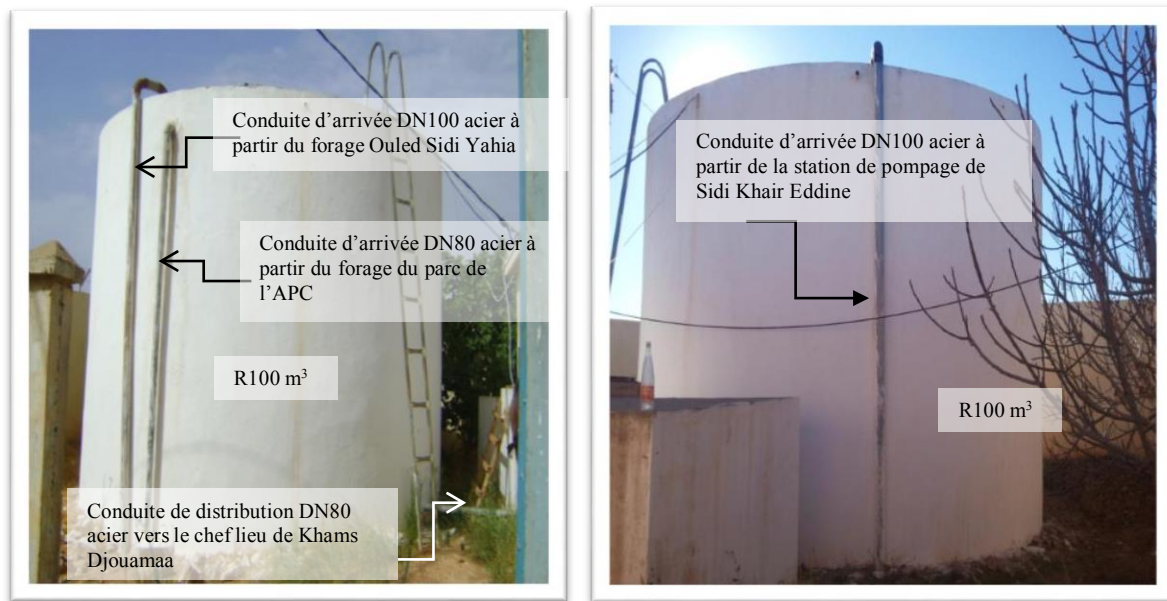 Conduite d'arrivée DN100 acier à
partir du forage Ouled Sidi Yahia
Conduite d'arrivée DN80 acier à
partir du forage du parc de
l'APC
R100 m³
Conduite de distribution DN80
acier vers le chef lieu de Khams
Djouamaa
Conduite d'arrivée DN100 acier à
partir de la station de pompage de
Sidi Khair Eddine
R100 m³